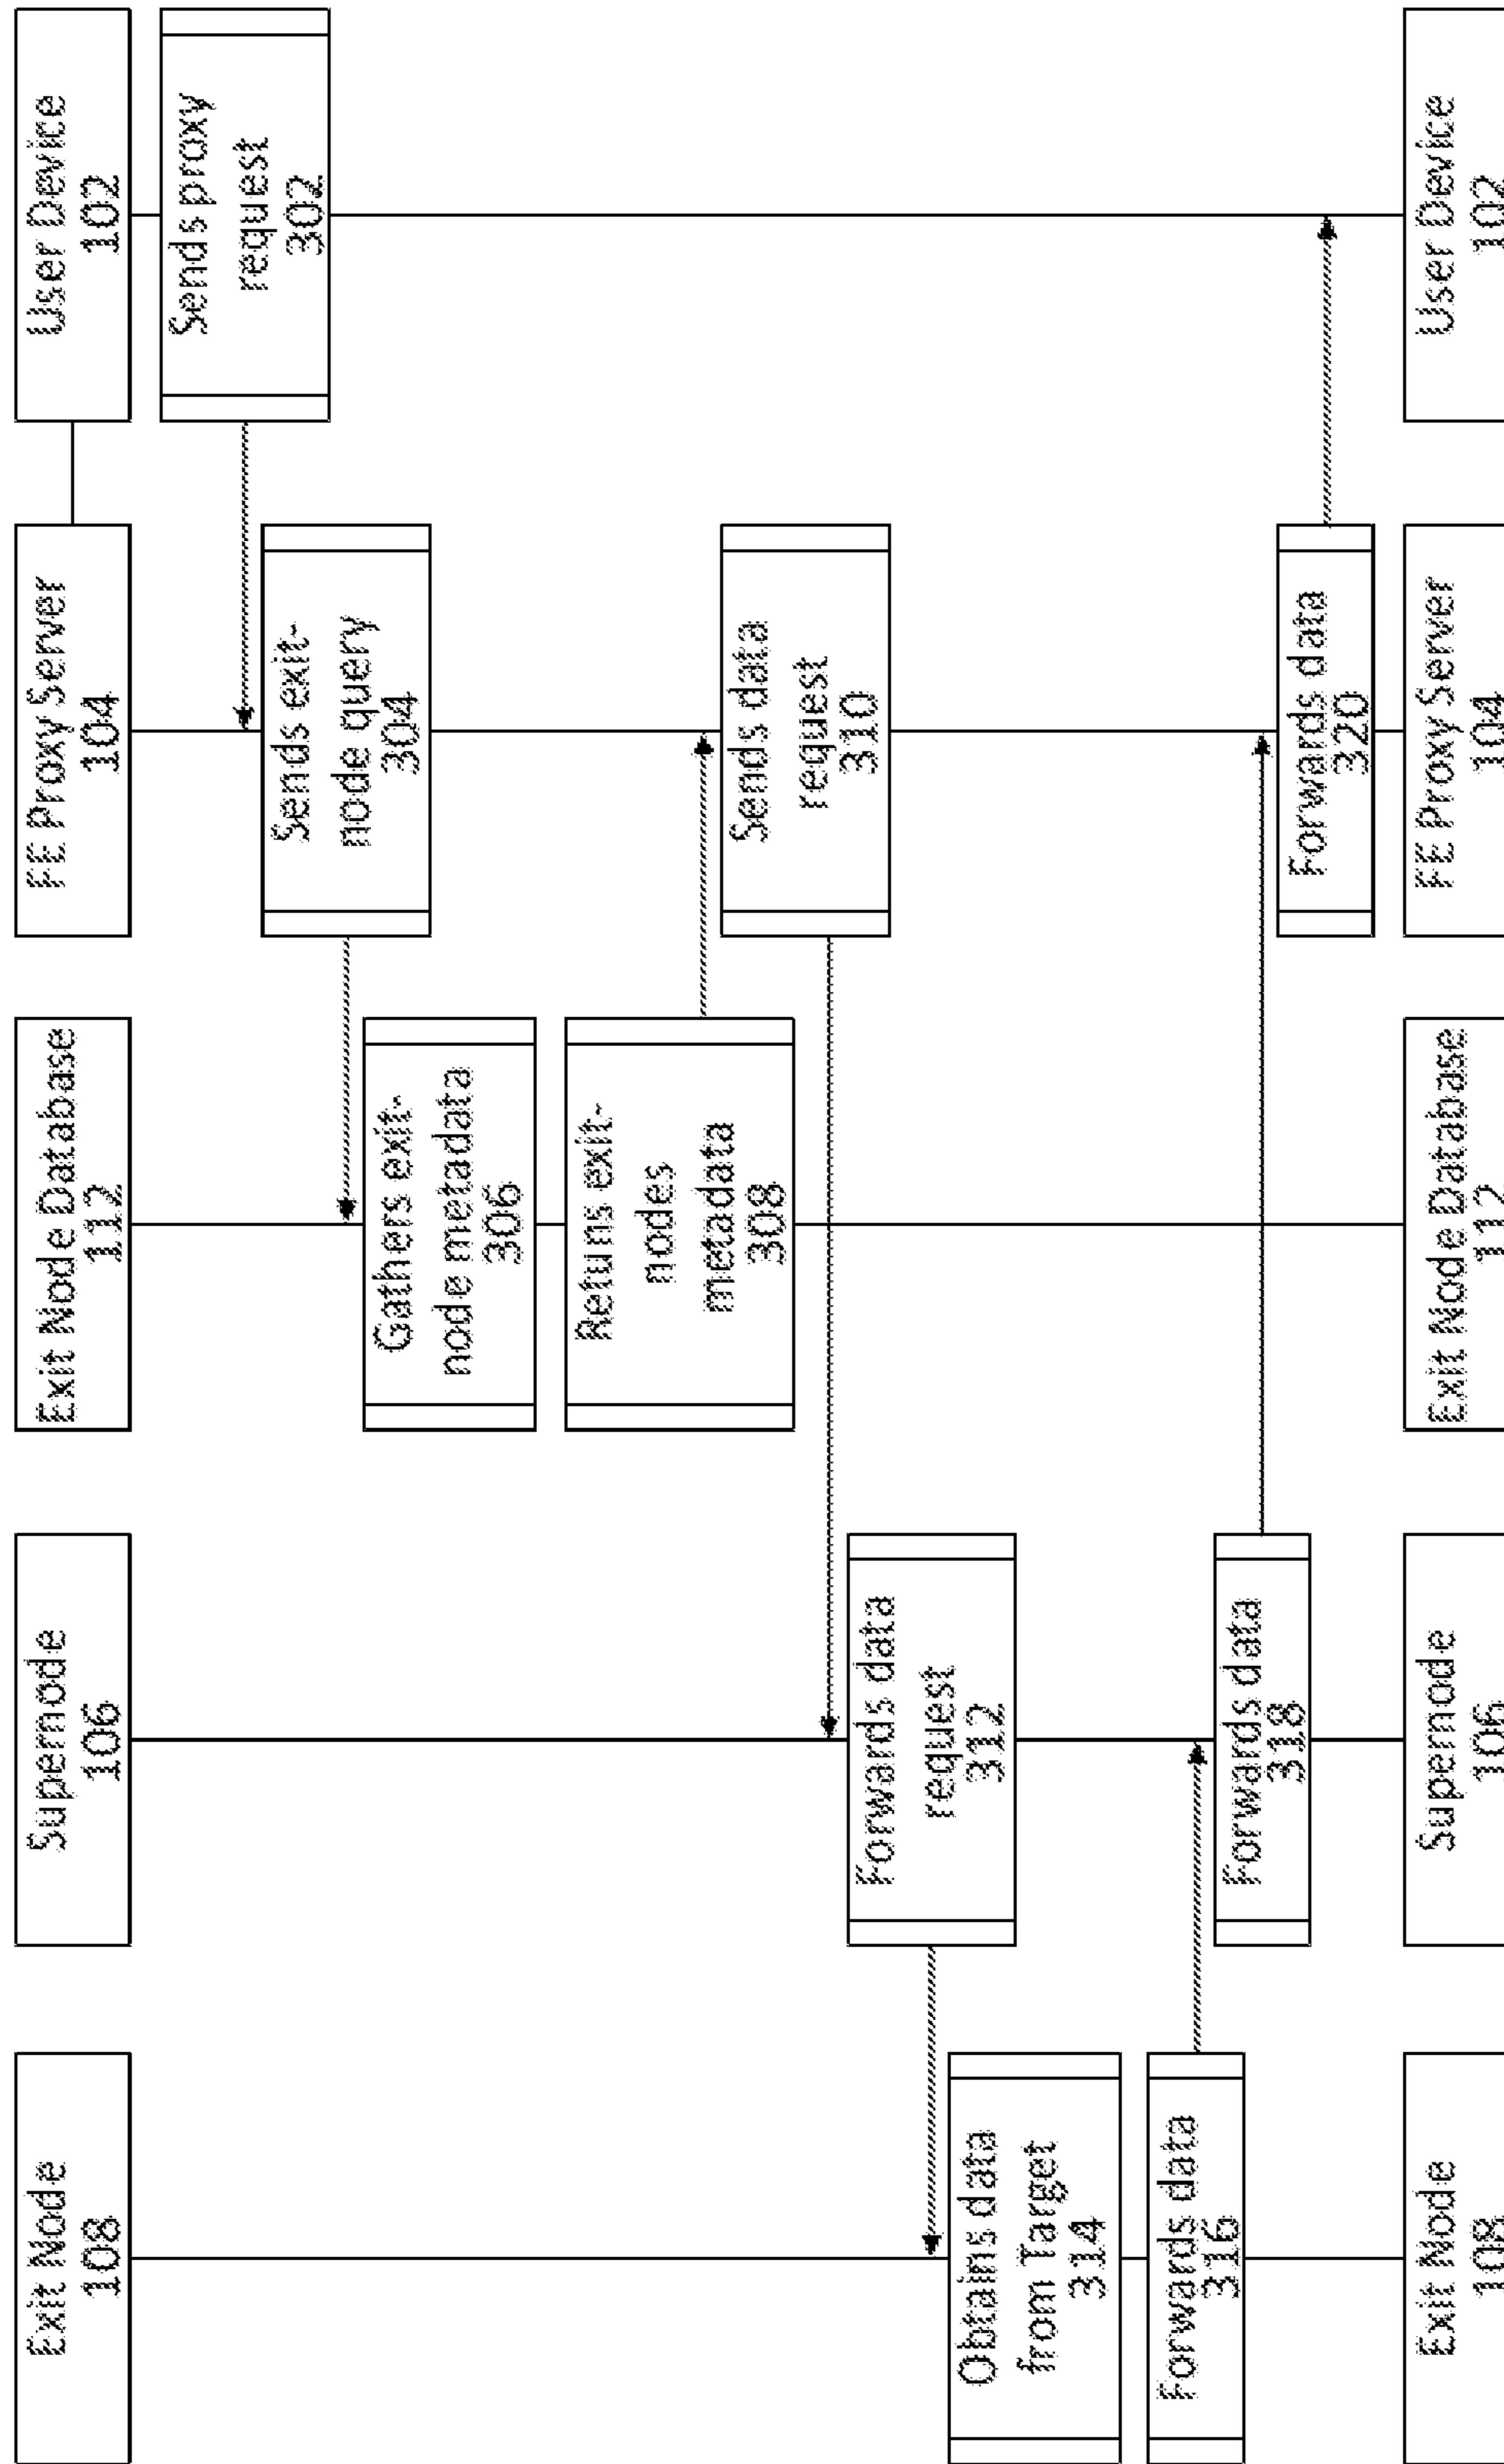 Exit Node
108
Supernode
106
Exit Node Database
112
FE Proxy Server
104
User Device
102
Sends proxy
request
302
Sends exit-
node query
304
Gathers exit-
node metadata
306
Retuns exit-
nodes
metadata
308
Sends data
request
310
Forwards data
request
312
Obtains data
from Target
314
Forwards data
316
Forwards data
318
Forwards data
320
Exit Node
108
Supernode
106
Exit Node Database
112
FE Proxy Server
104
User Device
102